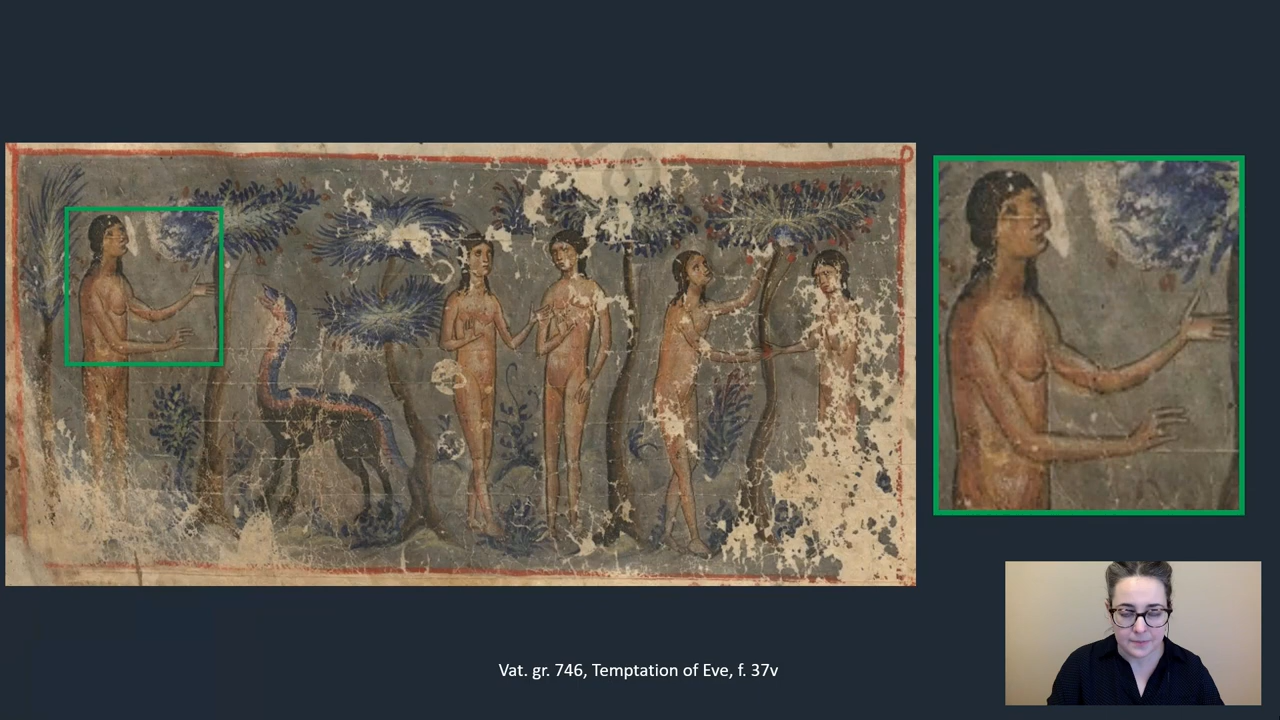 Vat. gr. 746, Temptation of Eve, f. 37v